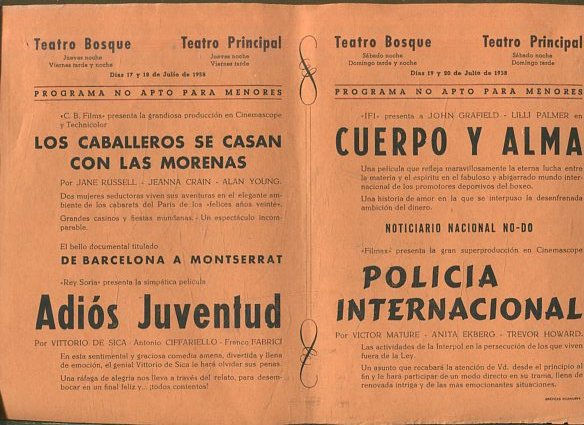 Teatro Bosque
Jueves noche
Viernes tarde y noche
Teatro Principal
Jueves noche
Viernes tarde
Días 17 y 18 de Julio de 1958
PROGRAMA NO APTO PARA MENORES
«C. B. Films» presenta la grandiosa producción en Cinemascope
y Technicolor
LOS CABALLEROS SE CASAN
CON LAS MORENAS
Por JANE RUSSELL - JEANNA CRAIN - ALAN YOUNG.
Dos mujeres seductoras viven sus aventuras en el elegante am-
biente de los cabarets del París de los «felices años veinte».
Grandes casinos y fiestas mundanas. - Un espectáculo incom-
parable.
El bello documental titulado
DE BARCELONA A MONTSERRAT
«Rey Soria» presenta la simpática película
Adiós Juventud
Por VITTORIO DE SICA - Antonio CIFFARIELLO - Franco FABRICI
En esta sentimental y graciosa comedia amena, divertida y llena
de emoción, el genial Vittorio de Sica le hará olvidar sus penas.
Una ráfaga de alegría nos lleva a través del relato, para desem-
bocar en un final feliz y... ¡todos contentos!
Teatro Bosque
Sábado noche
Domingo tarde y noche
Teatro Principal
Sábado noche
Domingo tarde
Días 19 y 20 de Julio de 1958
PROGRAMA NO APTO PARA MENORES
«IFI» presenta a JOHN GRAFIELD - LILLI PALMER en
CUERPO Y ALMA
Una película que refleja maravillosamente la eterna lucha entre
la materia y el espíritu en el fabuloso y abigarrado mundo inter-
nacional de los promotores deportivos del boxeo.
Una historia de amor en la que se interpuso la desenfrenada
ambición del dinero.
NOTICIARIO NACIONAL NO-DO
«Filmax» presenta la gran superproducción en Cinemascope
POLICIA
INTERNACIONAL
Por VICTOR MATURE - ANITA EKBERG - TREVOR HOWARD.
Las actividades de la Interpol en la persecución de los que viven
fuera de la Ley.
Un asunto que recabará la atención de Vd. desde el principio al
fin y le hará participar de un modo directo en su trama, llena de
renovada intriga y de las más emocionantes situaciones.